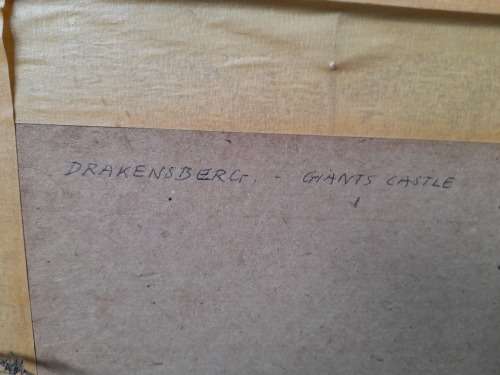 DRAKENSBERG. - GIANTS CASTLE